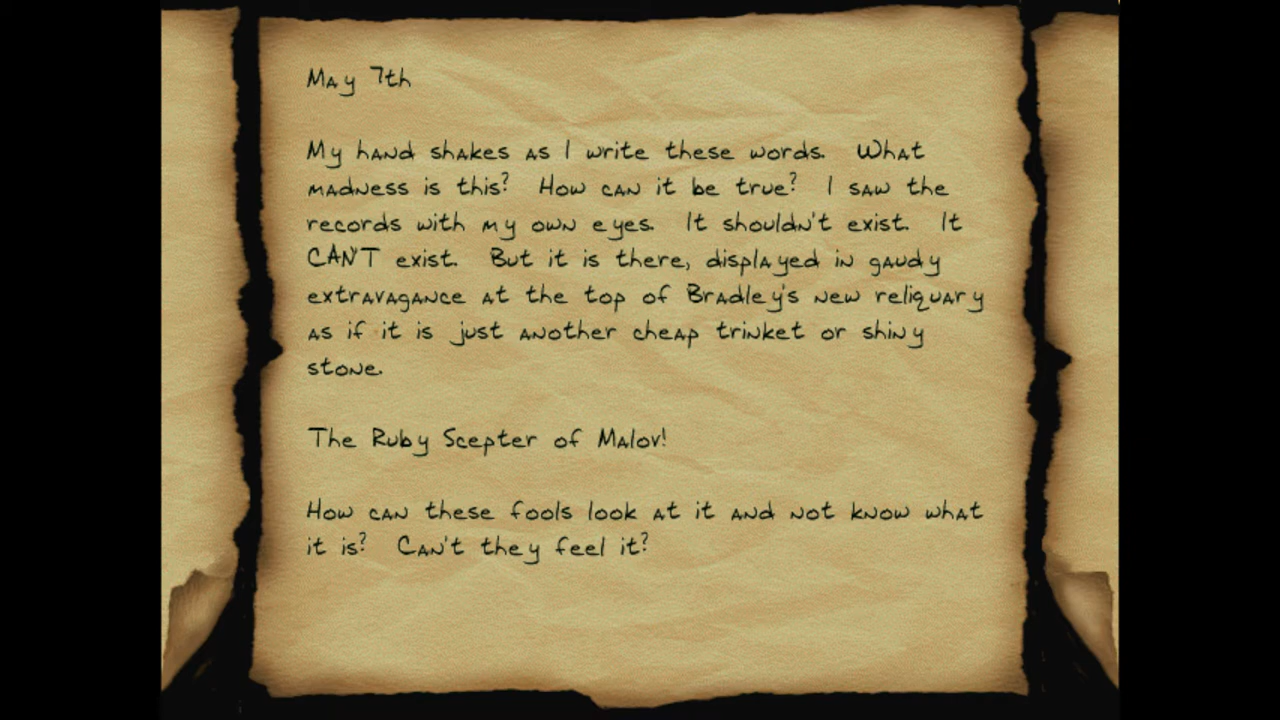 May 7th
My hand shakes as I write these words. What
madness is this? How can it be true? I saw the
records with my own eyes. It shouldn't exist. It
CAN'T exist. But it is there, displayed in gaudy
extravagance at the top of Bradley's new reliquary
as if it is just another cheap trinket or shiny
stone.
The Ruby Scepter of Malov!
How can these fools look at it and not know what
it is? Can't they feel it?